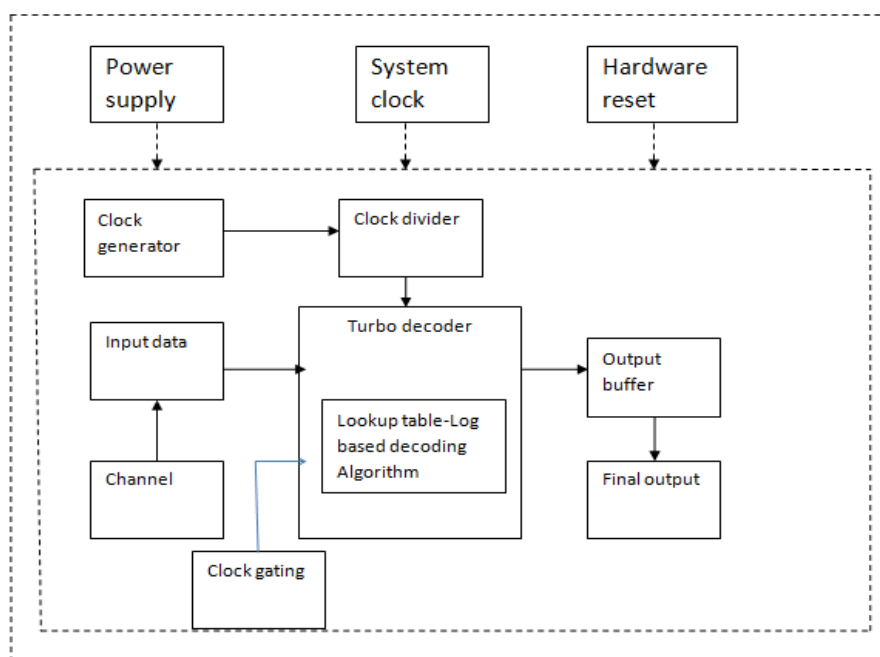 Power
supply
System
clock
Hardware
reset
Clock
generator
Clock divider
Input data
Turbo decoder
Output
buffer
Lookup table-Log
based decoding
Algorithm
Channel
Final output
Clock gating